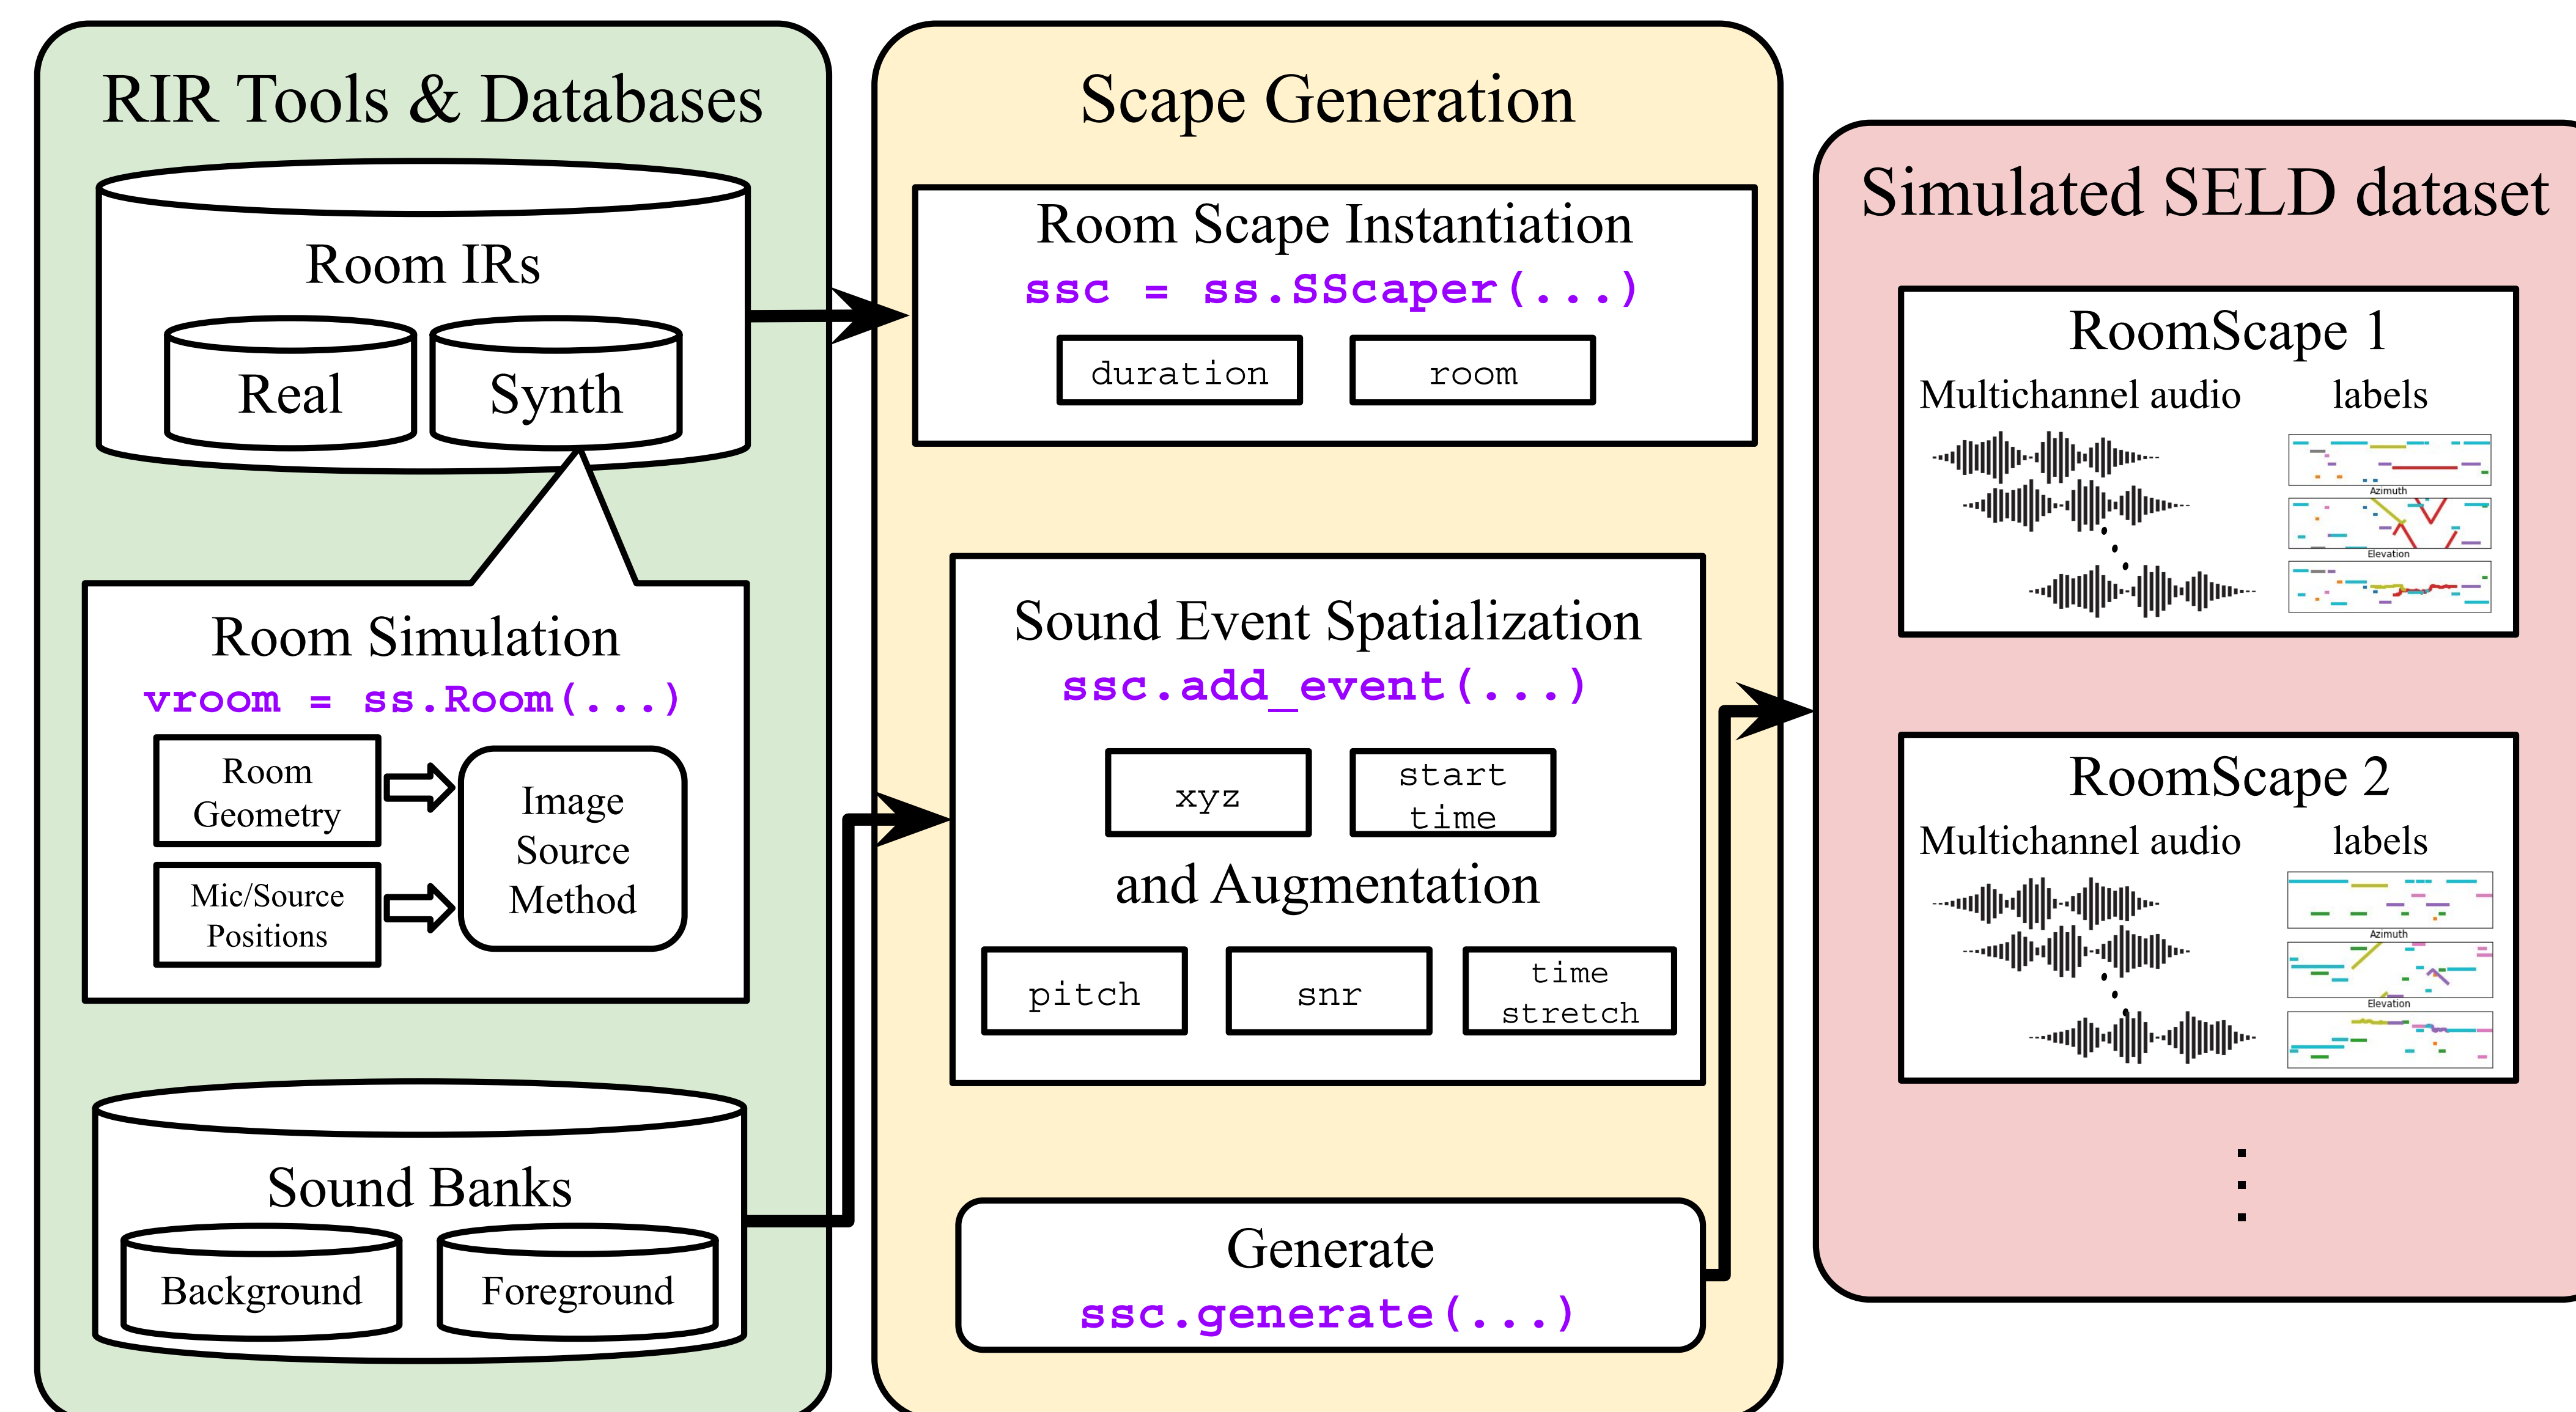 RIR Tools & Databases
Room IRs
Real
Synth
Room Simulation
vroom = ss.Room(...)
Room
Geometry
Mic/Source
Positions
Image
Source
Method
Sound Banks
Background
Foreground
Scape Generation
Room Scape Instantiation
ssc = ss.SScaper(...)
duration
room
Sound Event Spatialization
ssc.add_event(...)
xyz
start
time
and Augmentation
pitch
snr
time
stretch
Generate
ssc.generate(...)
Simulated SELD dataset
RoomScape 1
Multichannel audio
labels
Azimuth
Elevation
RoomScape 2
Multichannel audio
labels
Azimuth
Elevation